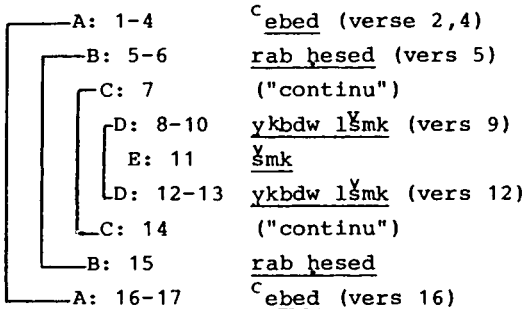 A: 1-4 ᶜebed (verse 2,4)
B: 5-6 rab ḥesed (vers 5)
C: 7 ("continu")
D: 8-10 ykbdw lšmk (vers 9)
E: 11 šmk
D: 12-13 ykbdw lšmk (vers 12)
C: 14 ("continu")
B: 15 rab ḥesed
A: 16-17 ᶜebed (vers 16)